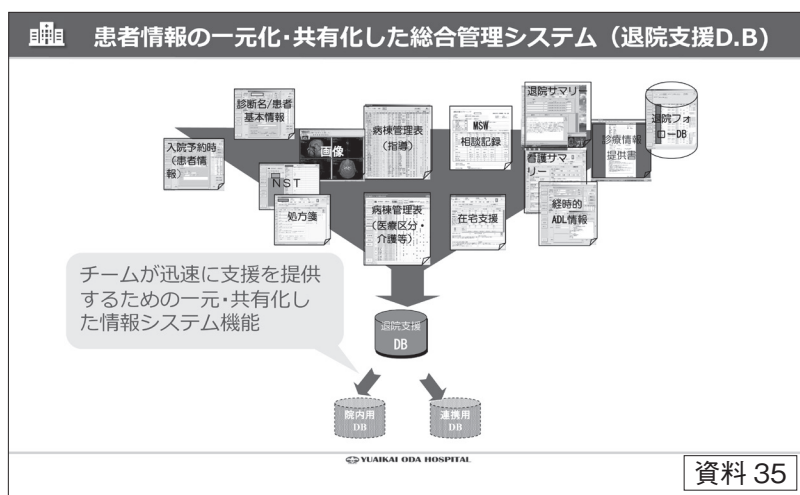 患者情報の一元化・共有化した総合管理システム（退院支援D.B)
入院予約時
（患者情
報）
診断名/患者
基本情報
NST
処方箋
画像
病棟管理表
（指導）
病棟管理表
（医療区分・
介護等）
MSW
相談記録
在宅支援
退院サマリ
看護サマ
リー
経時的
ADL情報
診療情報
提供書
退院フォ
ローDB
チームが迅速に支援を提供
するための一元・共有化し
た情報システム機能
退院支援
DB
院内用
DB
連携用
DB
YUAIKAI ODA HOSPITAL
資料 35